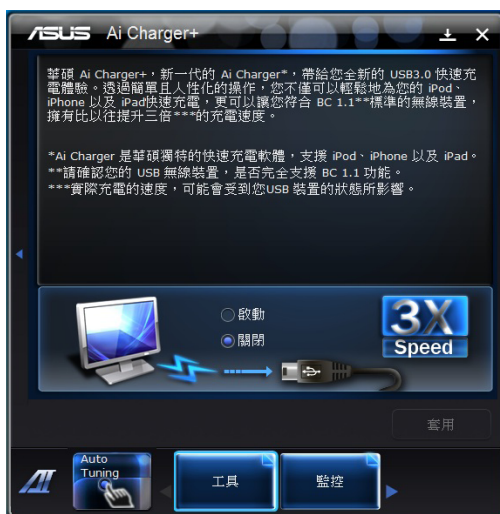 ASUS Ai Charger+
華碩 Ai Charger+，新一代的 Ai Charger*，帶給您全新的 USB3.0 快速充
電體驗。透過簡單且人性化的操作，您不僅可以輕鬆地為您的 iPod、
iPhone 以及 iPad快速充電，更可以讓您符合 BC 1.1**標準的無線裝置，
擁有比以往提升三倍***的充電速度。
*Ai Charger 是華碩獨特的快速充電軟體，支援 iPod、iPhone 以及 iPad。
**請確認您的 USB 無線裝置，是否完全支援 BC 1.1 功能。
***實際充電的速度，可能會受到您USB 裝置的狀態所影響。
啟動
關閉
3X
Speed
套用
Auto
Tuning
工具
監控